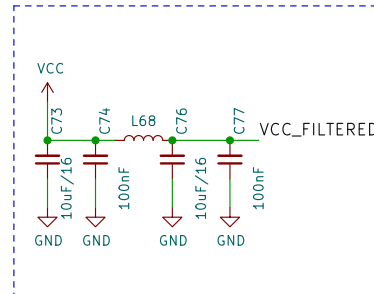 VCC
C73
C74
L68
C76
C77
VCC_FILTERED
10uF/16
100nF
10uF/16
100nF
GND
GND
GND
GND